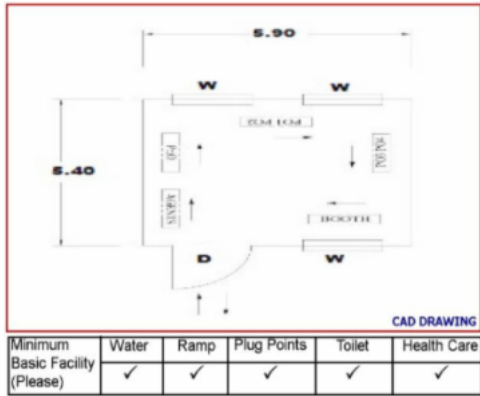 5.90
W W
5.40
BOOTH
D W
CAD DRAWING
Minimum Basic Facility (Please) Water Ramp Plug Points Toilet Health Care
✓ ✓ ✓ ✓ ✓